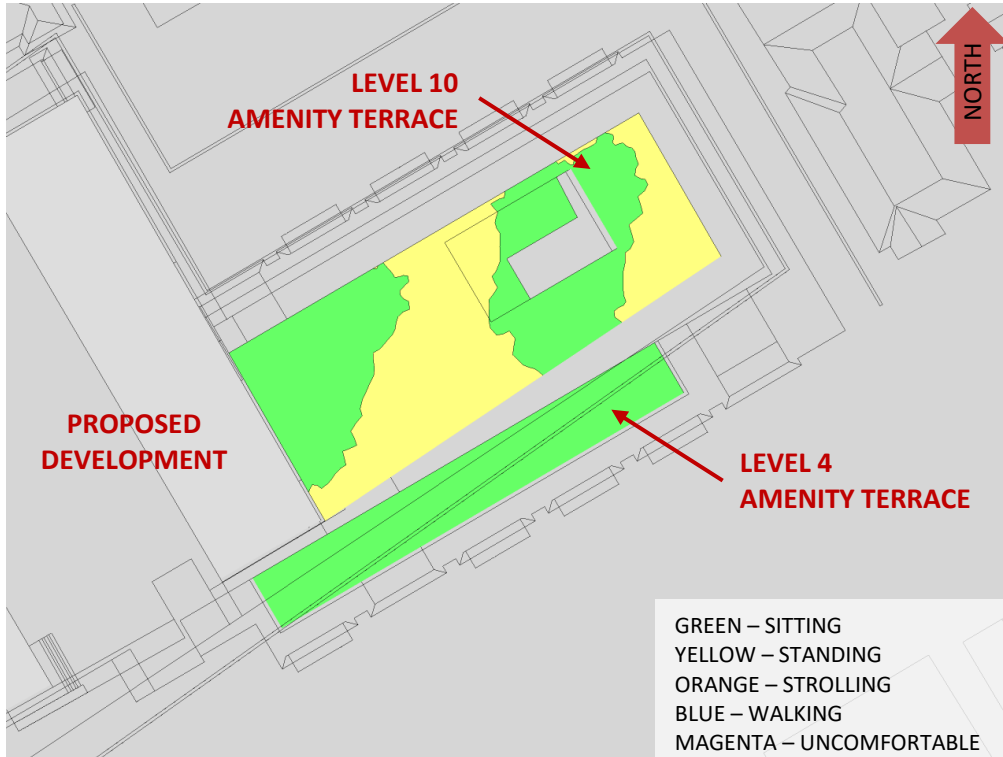 LEVEL 10
AMENITY TERRACE
NORTH
PROPOSED
DEVELOPMENT
LEVEL 4
AMENITY TERRACE
GREEN – SITTING
YELLOW – STANDING
ORANGE – STROLLING
BLUE – WALKING
MAGENTA – UNCOMFORTABLE